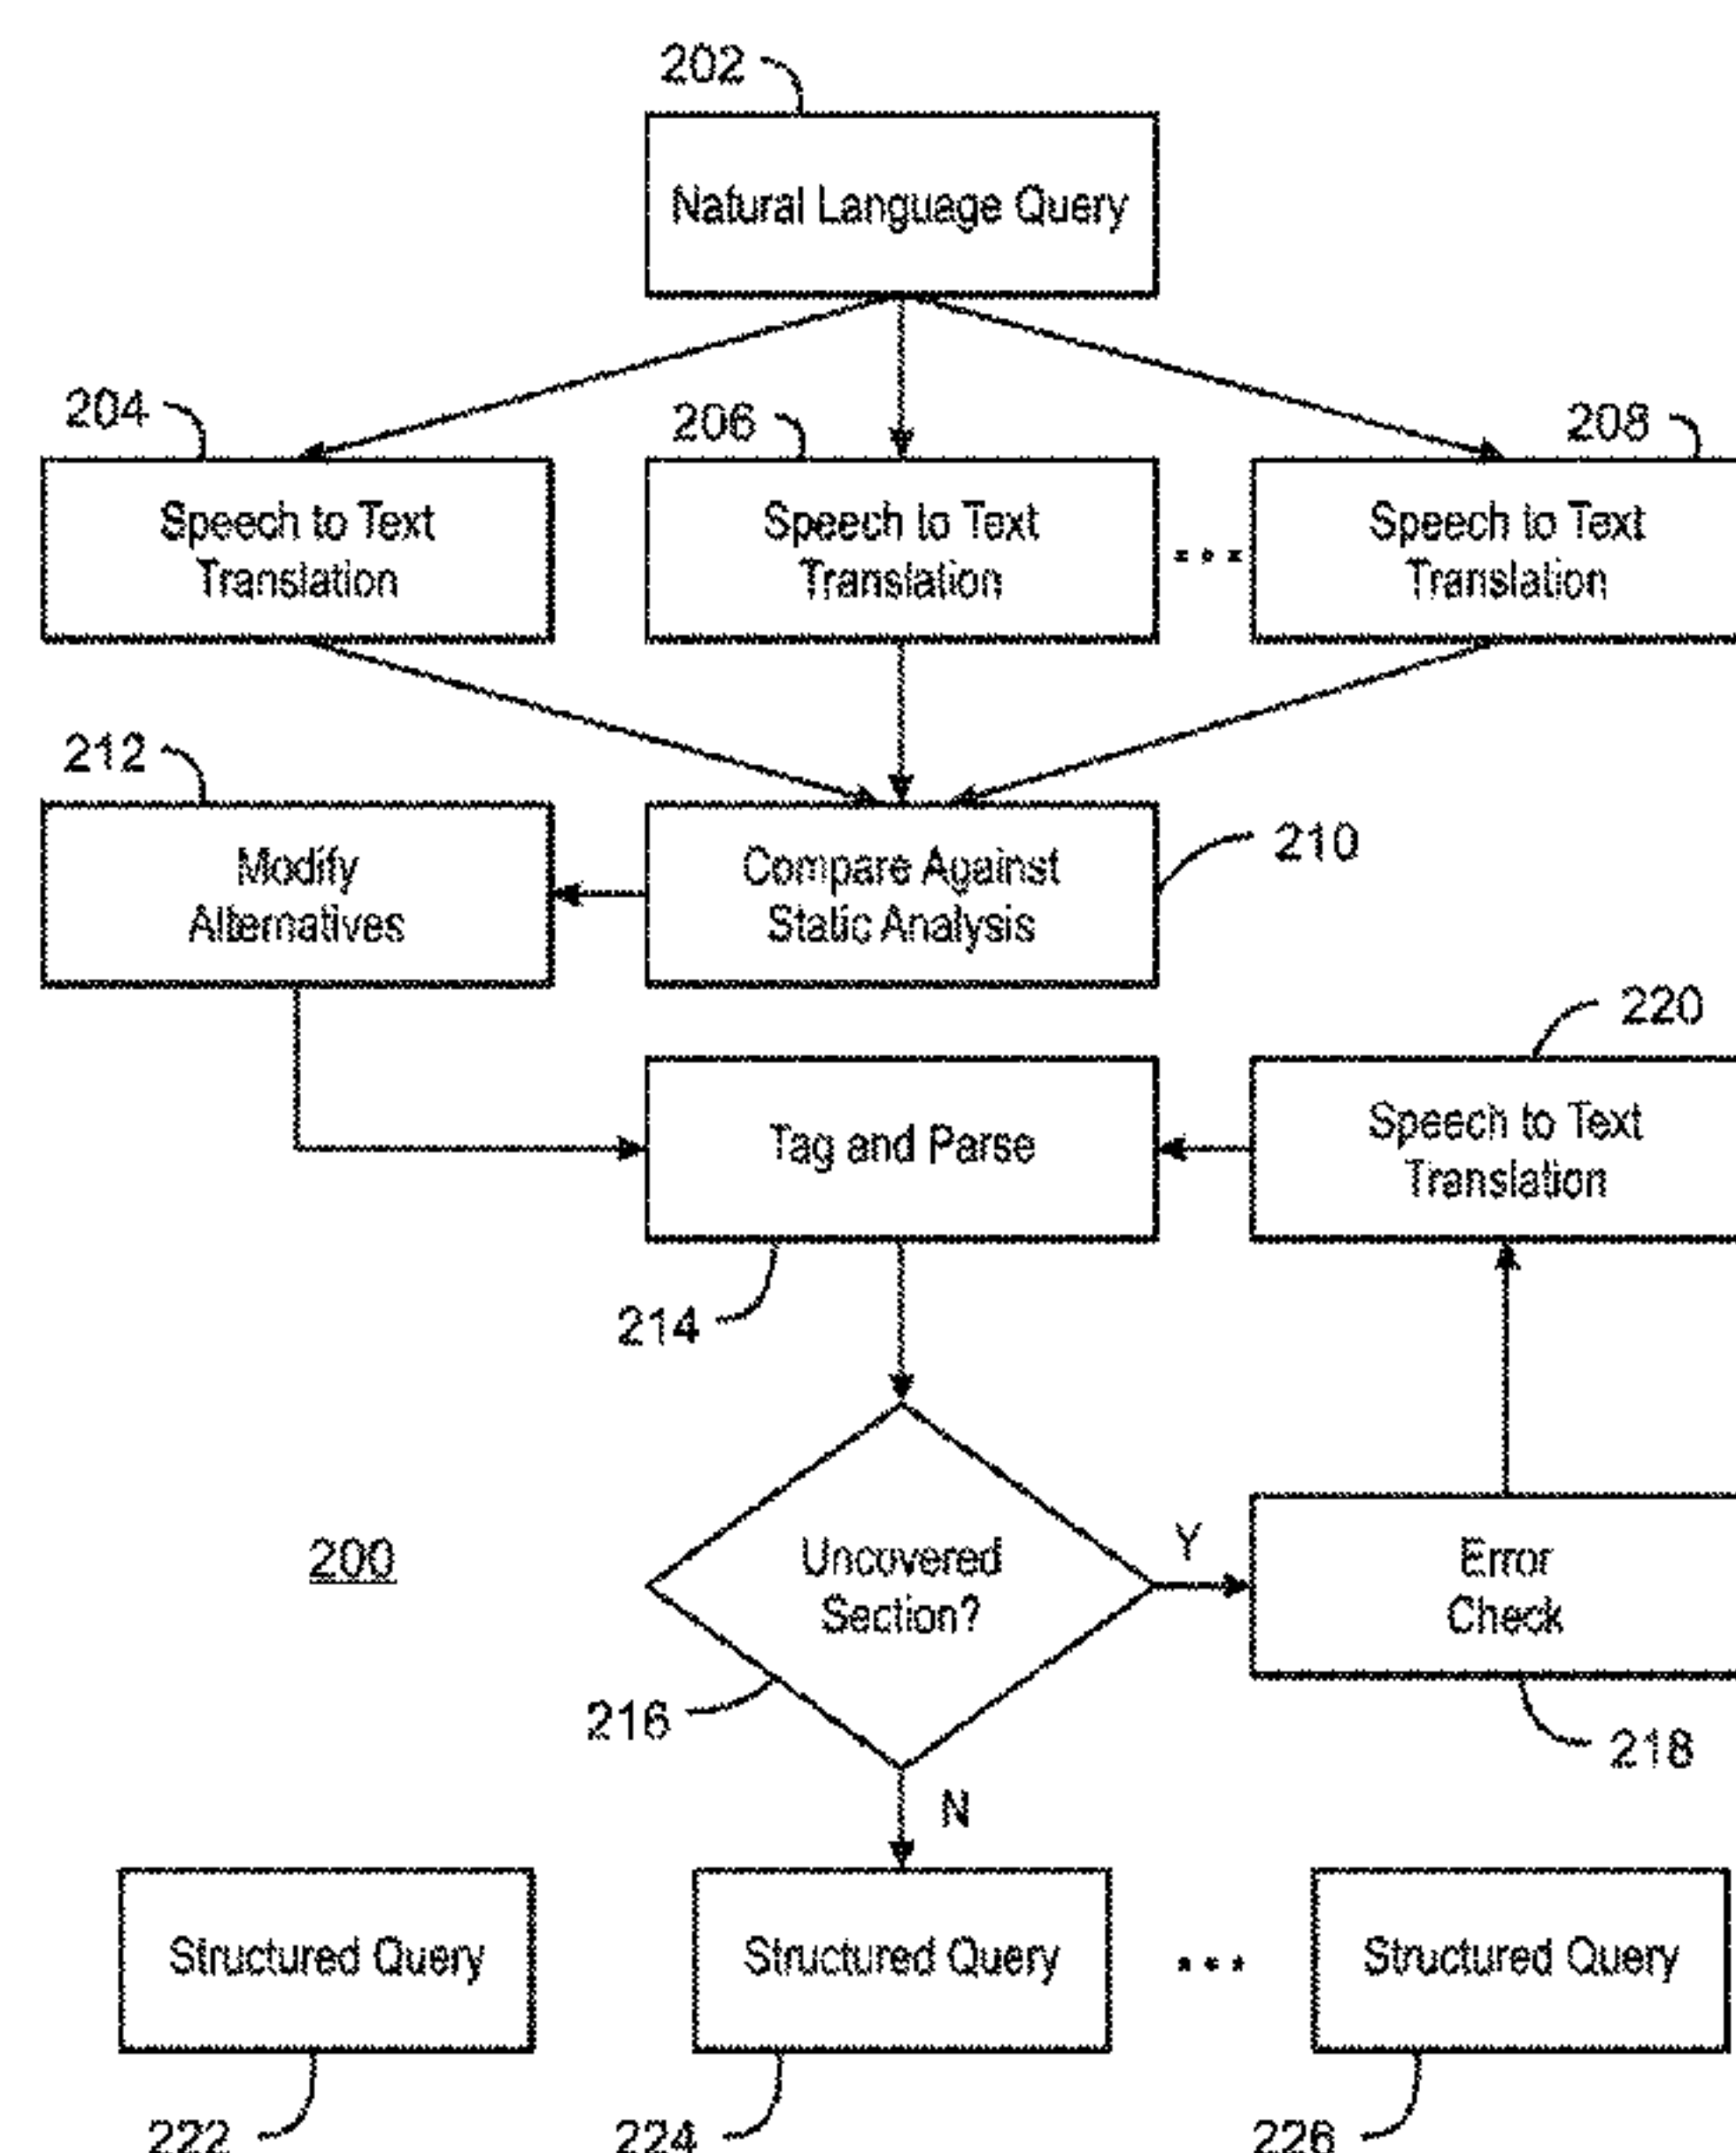 202
Natural Language Query
204
206
208
Speech to Text
Translation
Speech to Text
Translation
...
Speech to Text
Translation
212
210
Modify
Alternatives
Compare Against
Static Analysis
220
Tag and Parse
Speech to Text
Translation
214
200
Uncovered
Section?
Y
Error
Check
216
218
N
Structured Query
Structured Query
...
Structured Query
222
224
226